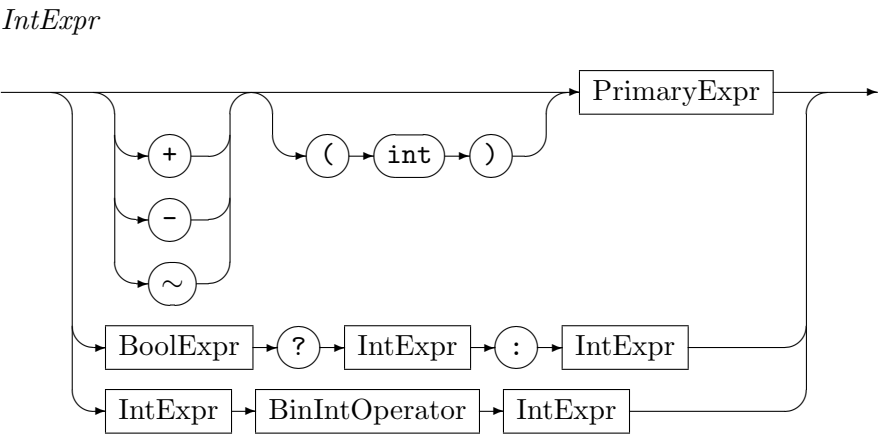 IntExpr
PrimaryExpr
+ ( int )
-
~
BoolExpr ? IntExpr : IntExpr
IntExpr BinIntOperator IntExpr